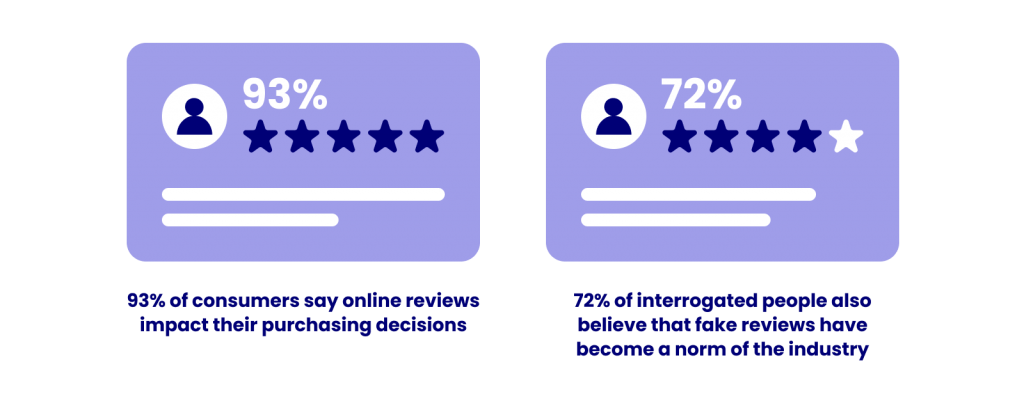 93%
72%
93% of consumers say online reviews
impact their purchasing decisions
72% of interrogated people also
believe that fake reviews have
become a norm of the industry